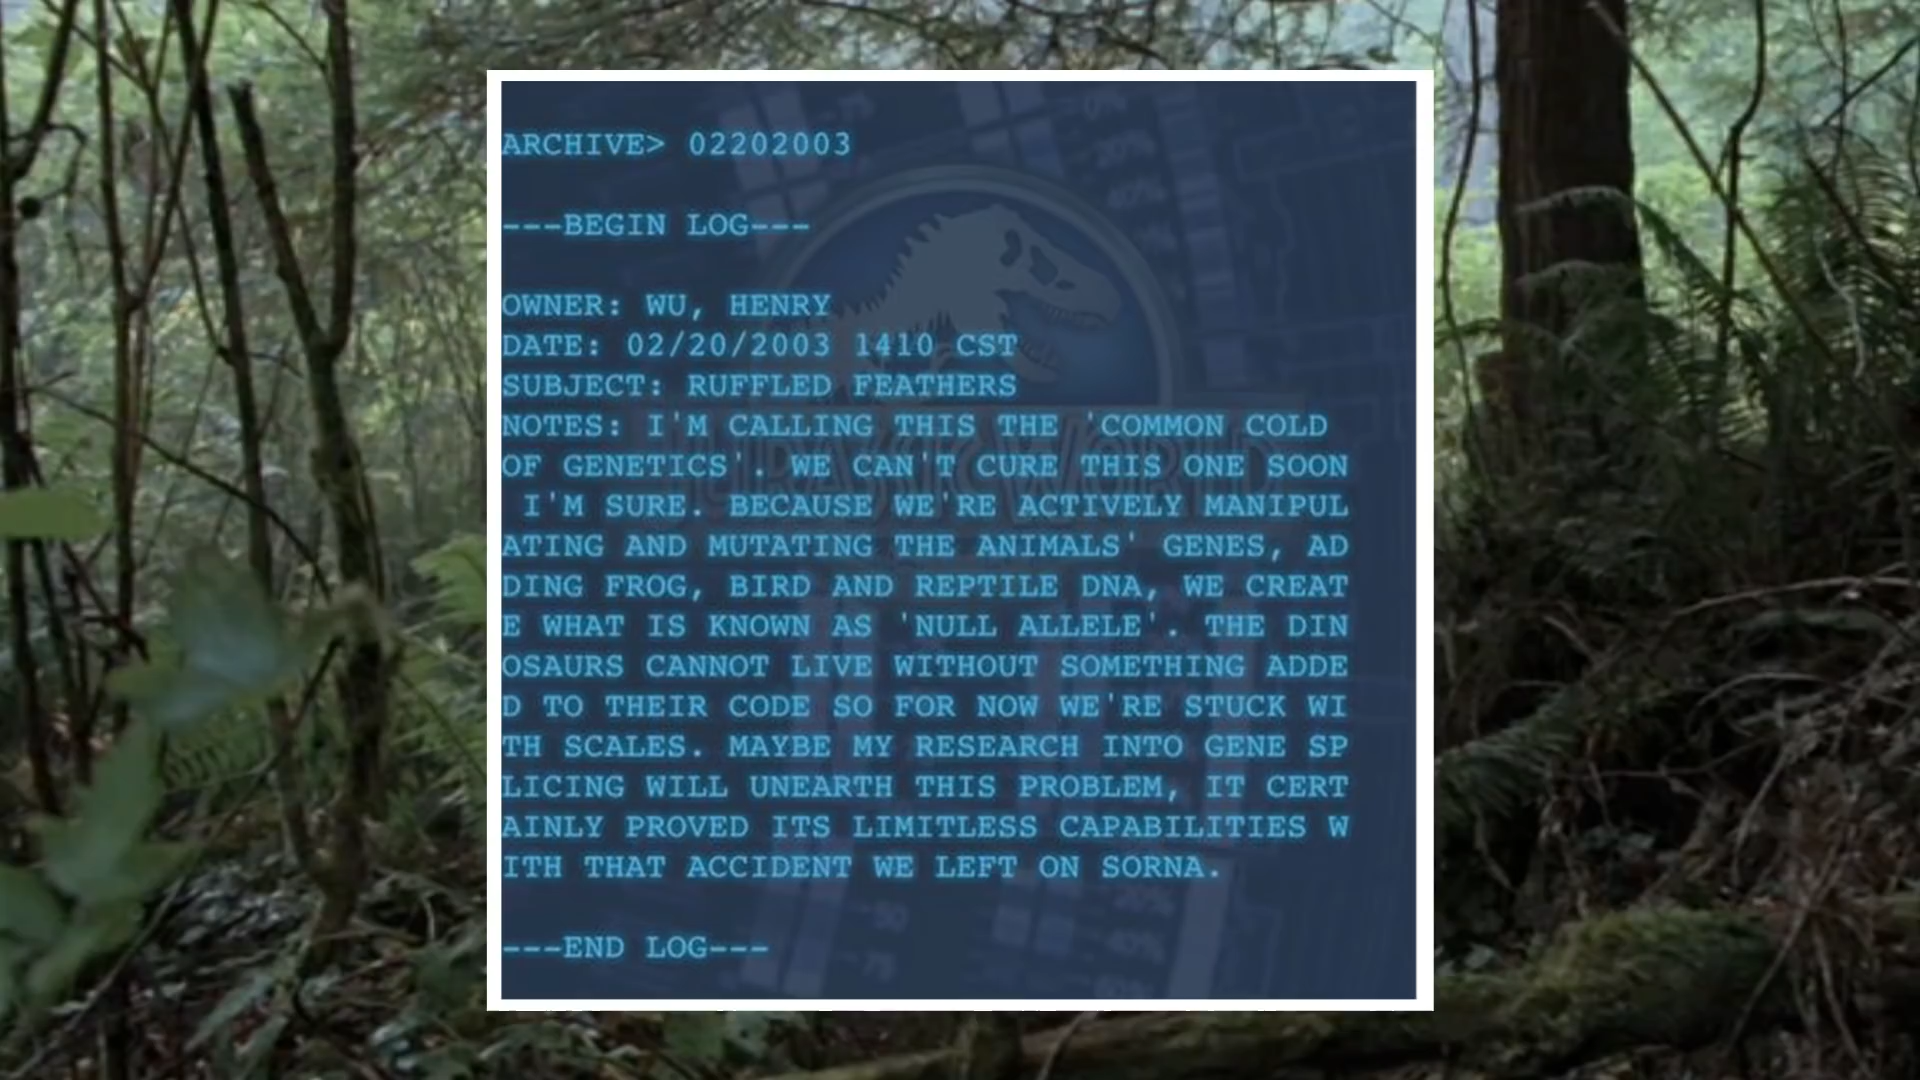 ARCHIVE> 02202003
---BEGIN LOG---
OWNER: WU, HENRY
DATE: 02/20/2003 1410 CST
SUBJECT: RUFFLED FEATHERS
NOTES: I'M CALLING THIS THE 'COMMON COLD
OF GENETICS'. WE CAN'T CURE THIS ONE SOON
I'M SURE. BECAUSE WE'RE ACTIVELY MANIPUL
ATING AND MUTATING THE ANIMALS' GENES, AD
DING FROG, BIRD AND REPTILE DNA, WE CREAT
E WHAT IS KNOWN AS 'NULL ALLELE'. THE DIN
OSAURS CANNOT LIVE WITHOUT SOMETHING ADDE
D TO THEIR CODE SO FOR NOW WE'RE STUCK WI
TH SCALES. MAYBE MY RESEARCH INTO GENE SP
LICING WILL UNEARTH THIS PROBLEM, IT CERT
AINLY PROVED ITS LIMITLESS CAPABILITIES W
ITH THAT ACCIDENT WE LEFT ON SORNA.
---END LOG---
JURASSIC WORLD